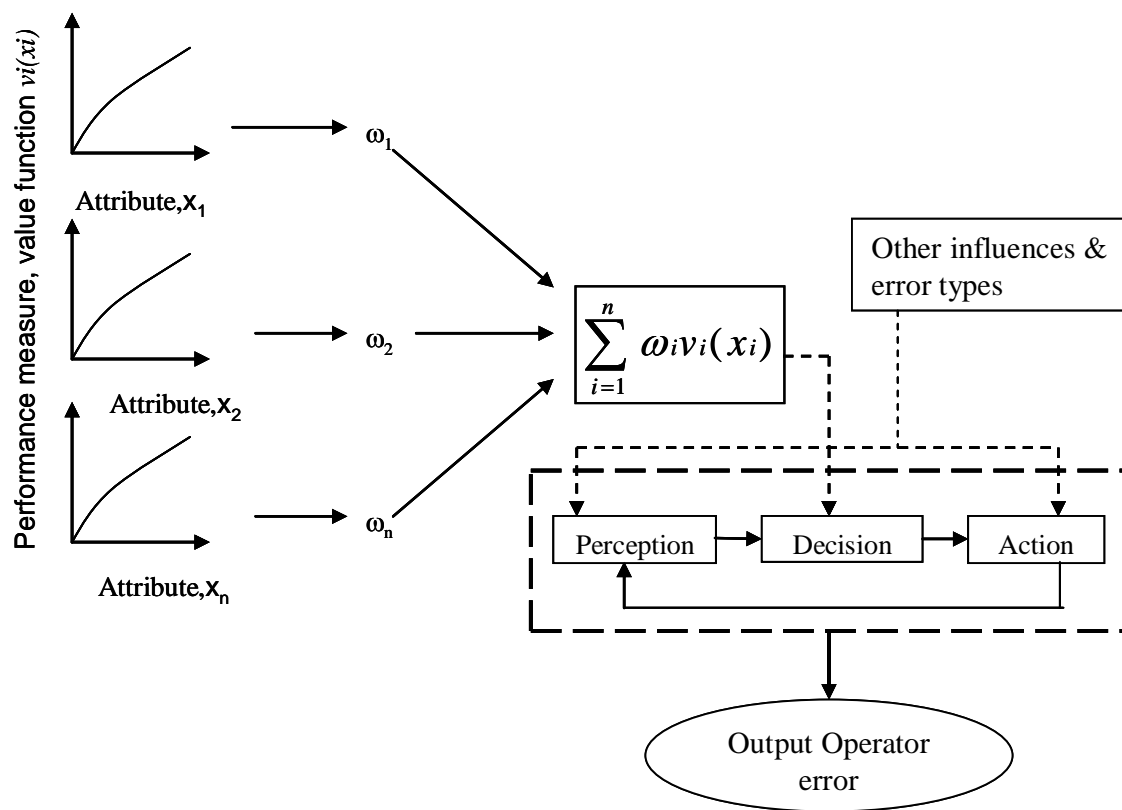 Performance measure, value function vi(xi)
Attribute,x₁
ω₁
Attribute,x₂
ω₂
Attribute,xₙ
ωₙ
n
∑ ωᵢvᵢ(xᵢ)
i=1
Other influences &
error types
Perception
Decision
Action
Output Operator
error